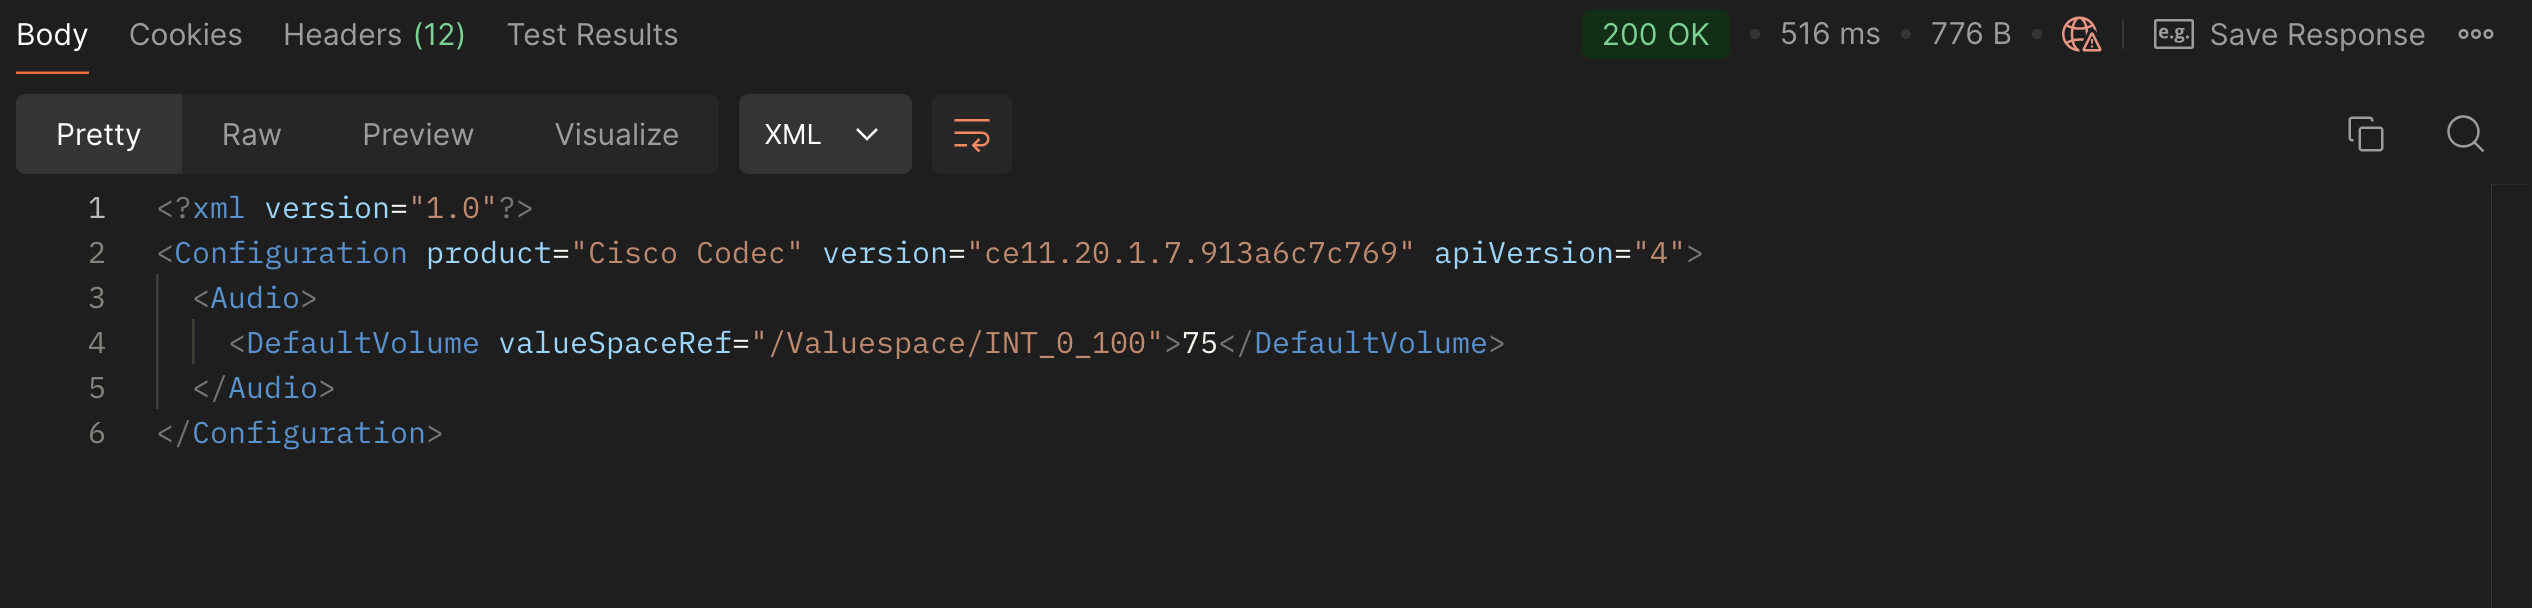 Body Cookies Headers (12) Test Results 200 OK • 516 ms • 776 B • e.g. Save Response
Pretty Raw Preview Visualize XML
1 <?xml version="1.0"?>
2 <Configuration product="Cisco Codec" version="ce11.20.1.7.913a6c7c769" apiVersion="4">
3 <Audio>
4 <DefaultVolume valueSpaceRef="/Valuespace/INT_0_100">75</DefaultVolume>
5 </Audio>
6 </Configuration>